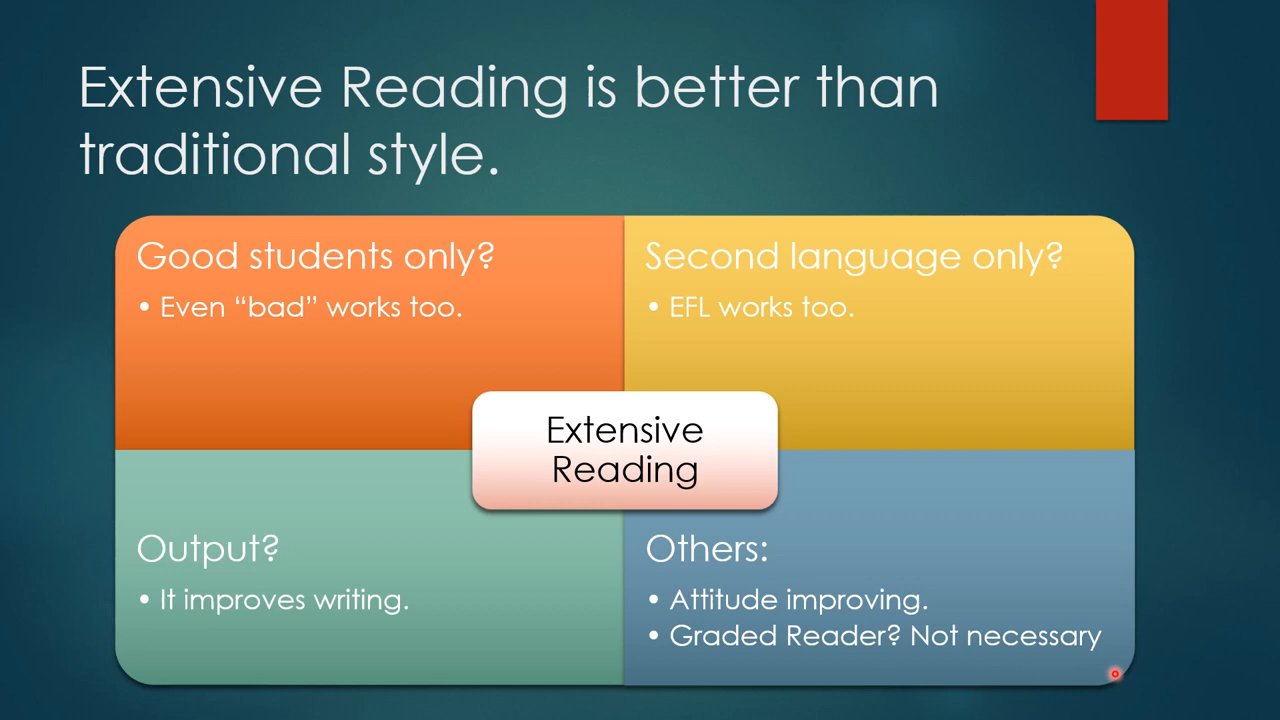 Extensive Reading is better than
traditional style.
Good students only?
• Even “bad” works too.
Second language only?
• EFL works too.
Extensive
Reading
Output?
• It improves writing.
Others:
• Attitude improving.
• Graded Reader? Not necessary